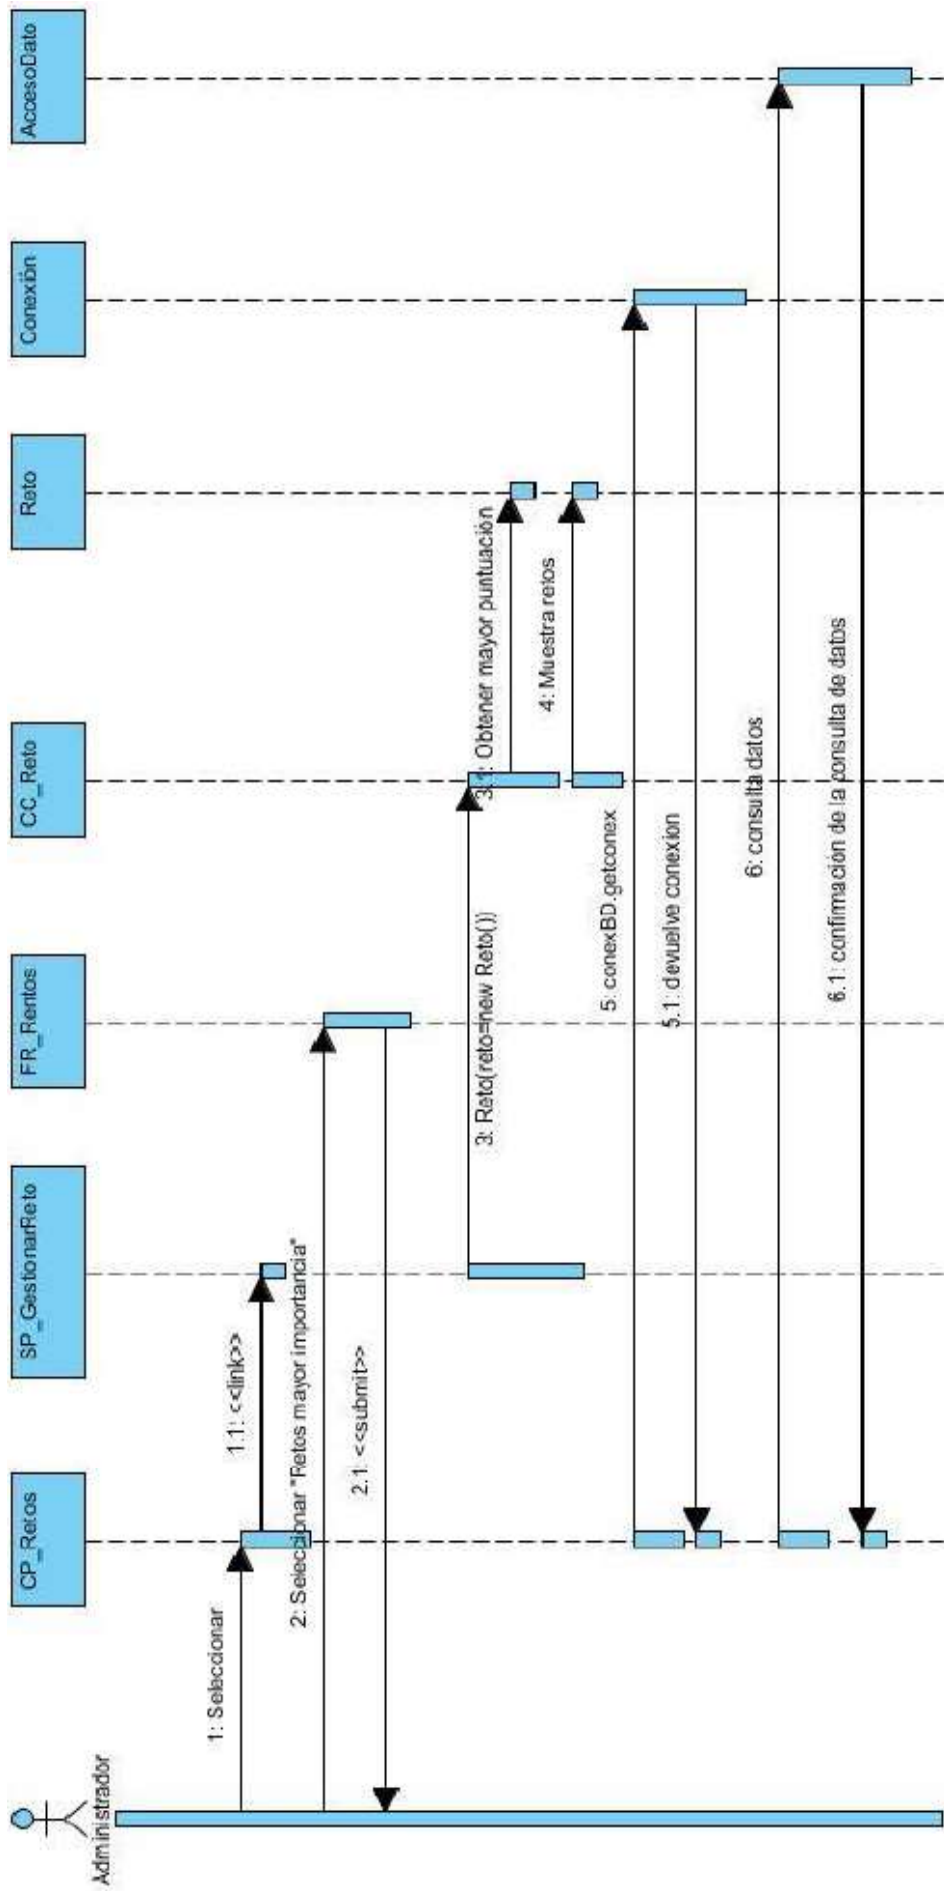 Administrador
CP_Retos
SP_GestionarReto
FR_Rentos
CC_Reto
Reto
Conexión
AccesoDato
1: Seleccionar
1.1: <<link>>
2: Seleccionar "Retos mayor importancia"
2.1: <<submit>>
3: Reto(reto=new Reto())
3.1: Obtener mayor puntuación
4: Muestra retos
5: conexBD.getconex
5.1: devuelve conexion
6: consulta datos
6.1: confirmación de la consulta de datos